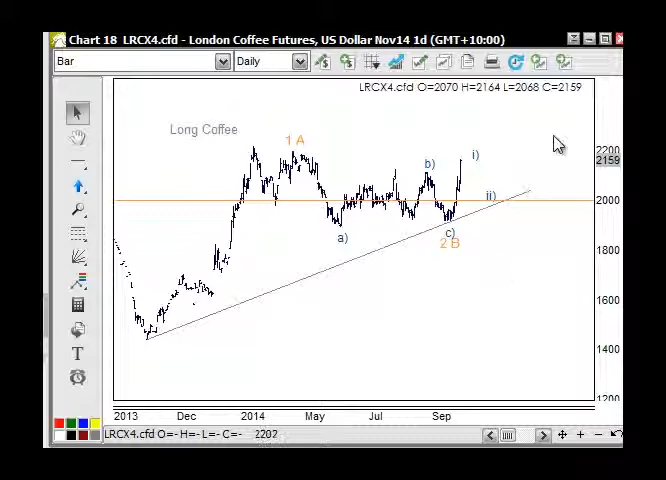 Chart 18 LRCX4.cfd - London Coffee Futures, US Dollar Nov14 1d (GMT+10:00)
Bar
Daily
LRCX4.cfd O=2070 H=2164 L=2068 C=2159
Long Coffee
1 A
b)
i)
2200
2159
ii)
2000
a)
c)
2 B
1800
1600
1400
1200
T
2013
Dec
2014
May
Jul
Sep
LRCX4.cfd O=- H=- L=- C=-
2202